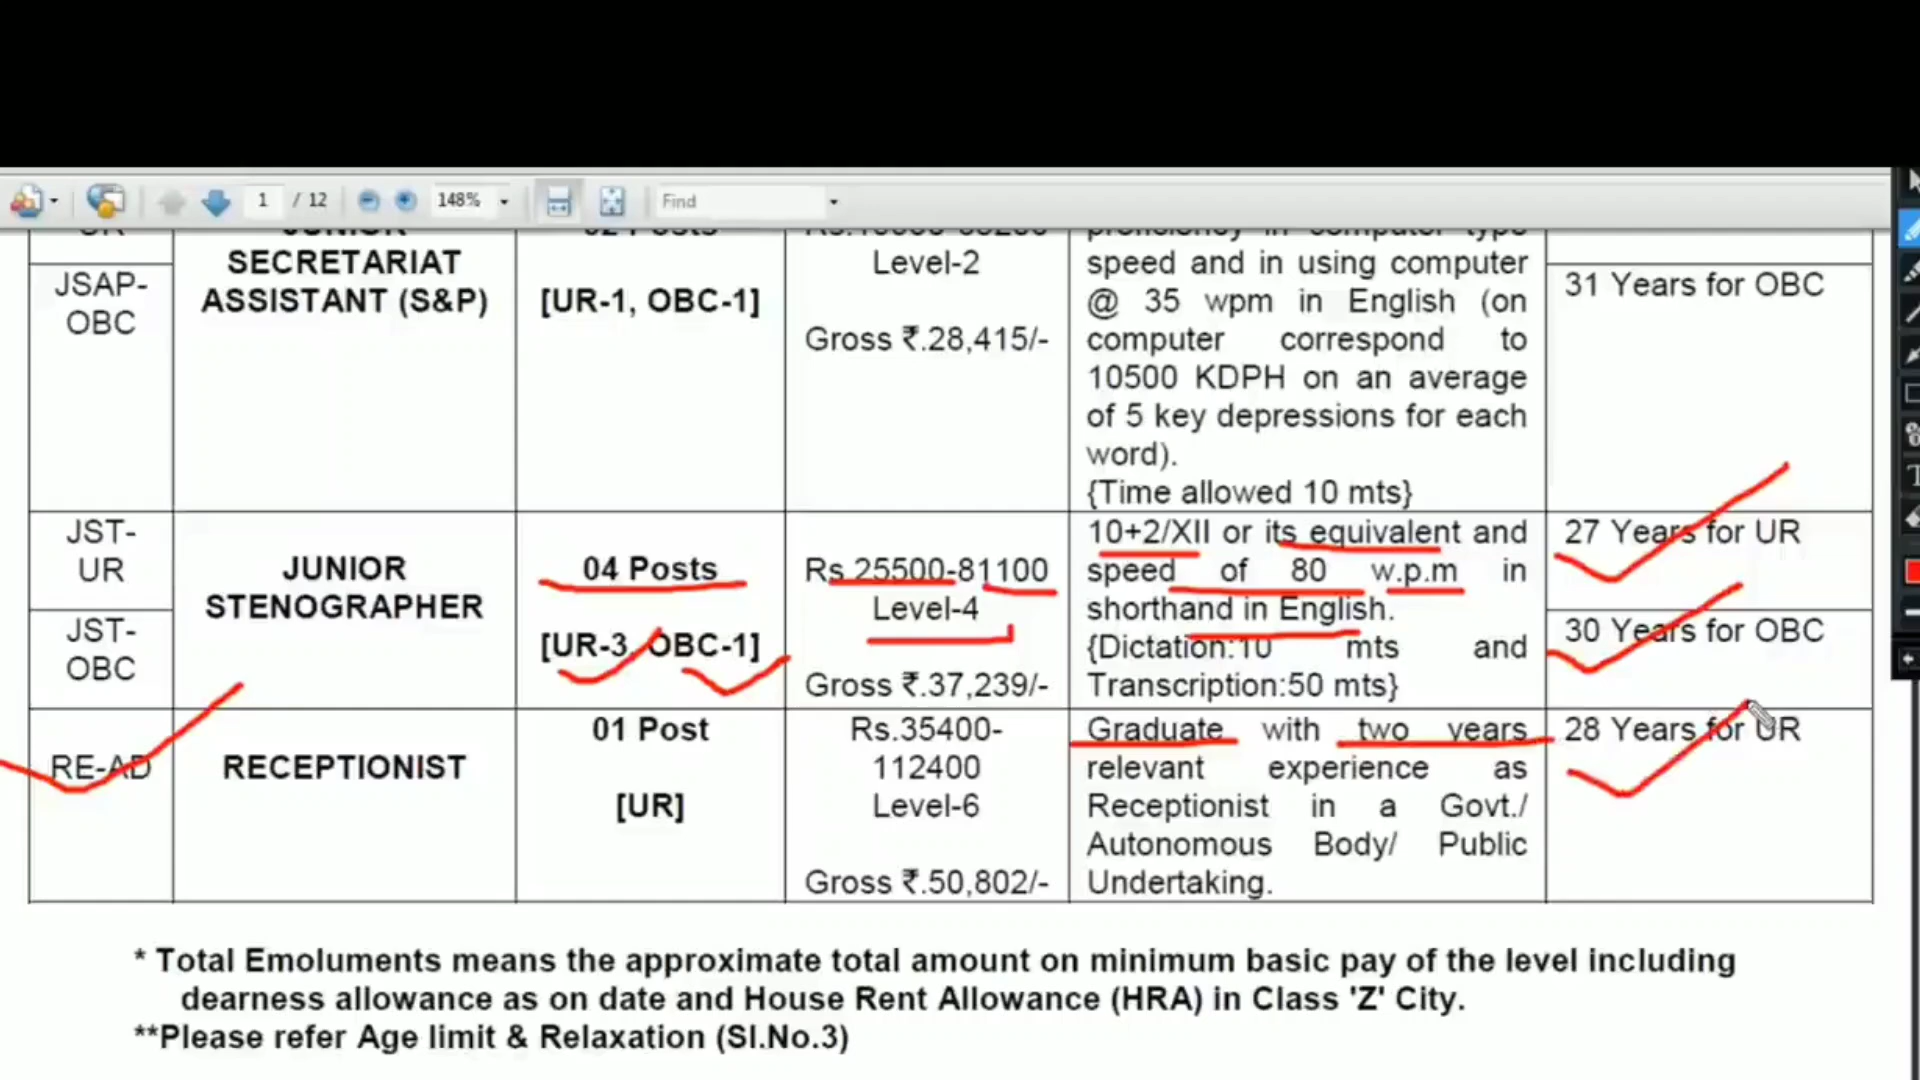 1 / 12 148% Find
JUNIOR
SECRETARIAT
ASSISTANT (S&P)
JSAP-
OBC
[UR-1, OBC-1]
Level-2
Gross ₹.28,415/-
proficiency in computer type
speed and in using computer
@ 35 wpm in English (on
computer correspond to
10500 KDPH on an average
of 5 key depressions for each
word).
{Time allowed 10 mts}
31 Years for OBC
JST-
UR
JST-
OBC
JUNIOR
STENOGRAPHER
04 Posts
[UR-3, OBC-1]
Rs.25500-81100
Level-4
Gross ₹.37,239/-
10+2/XII or its equivalent and
speed of 80 w.p.m in
shorthand in English.
{Dictation:10 mts and
Transcription:50 mts}
27 Years for UR
30 Years for OBC
RE-AD
RECEPTIONIST
01 Post
[UR]
Rs.35400-
112400
Level-6
Gross ₹.50,802/-
Graduate with two years
relevant experience as
Receptionist in a Govt./
Autonomous Body/ Public
Undertaking.
28 Years for UR
* Total Emoluments means the approximate total amount on minimum basic pay of the level including
dearness allowance as on date and House Rent Allowance (HRA) in Class 'Z' City.
**Please refer Age limit & Relaxation (Sl.No.3)